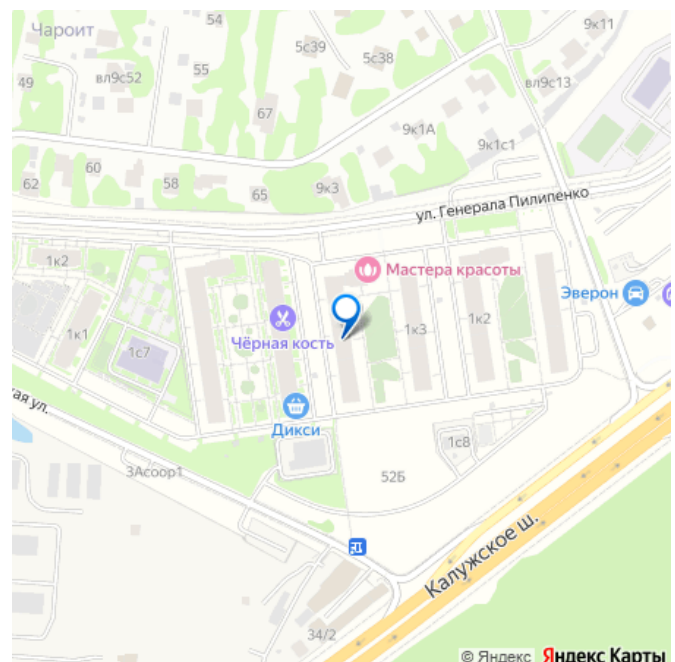 Чароит
54
5с39
9к11
55
5с38
49
вл9с52
вл9с13
67
9к1А
9к1с1
60
62
58
65
9к3
ул. Генерала Пилипенко
1к2
Мастера красоты
Эверон
1к1
1с7
Чёрная кость
1к3
1к2
кая ул.
Дикси
1с8
3Асоор1
52Б
Калужское ш.
34/2
© Яндекс Яндекс Карты